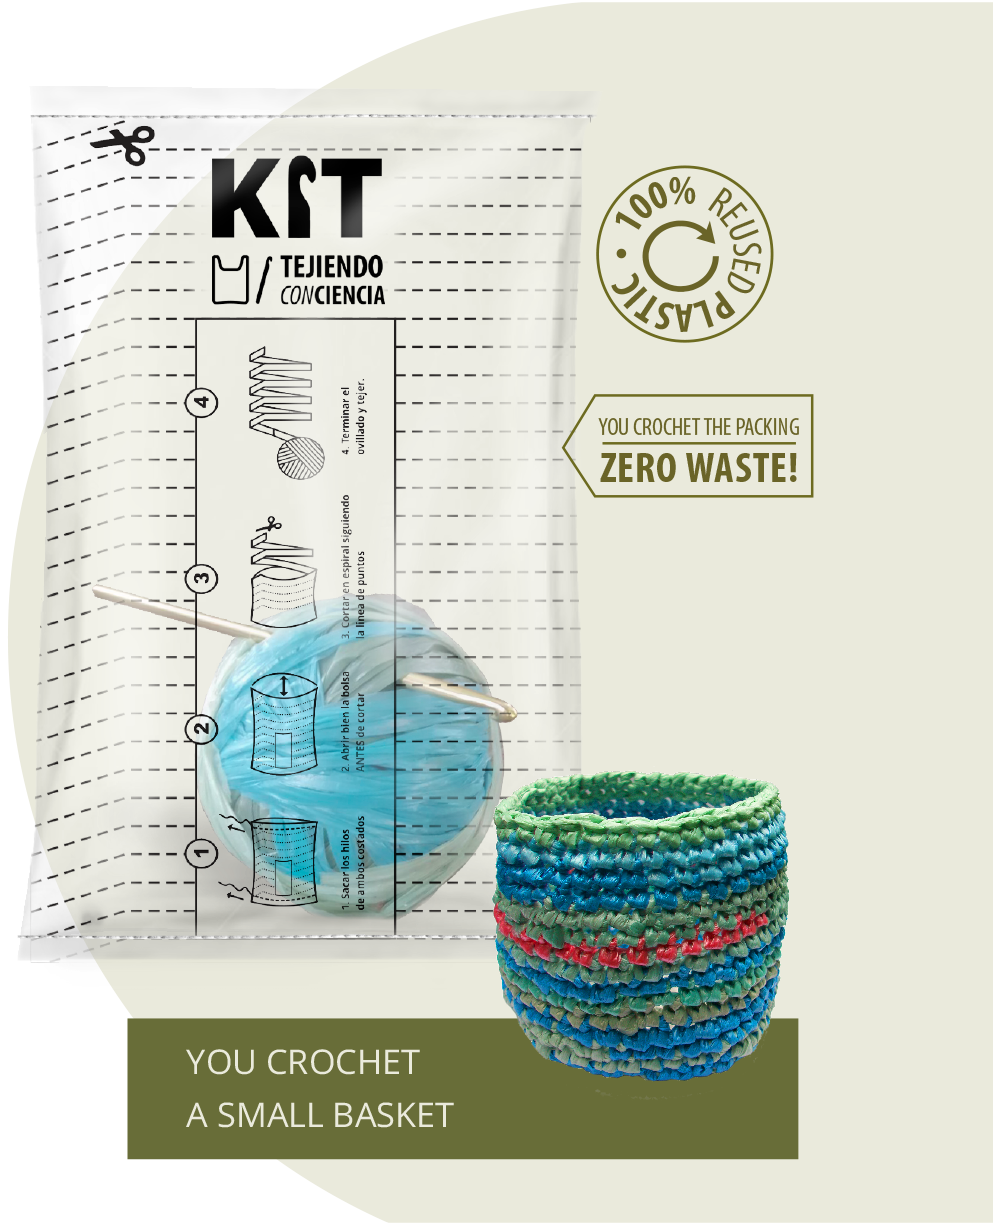 KIT
TEJIENDO
CONCIENCIA
100% REUSED PLASTIC
YOU CROCHET THE PACKING
ZERO WASTE!
4
4. Terminar el
ovillado y tejer.
3
3. Cortar en espiral siguiendo
la línea de puntos
2
2. Abrir bien la bolsa
ANTES de cortar
1
1. Sacar los hilos
de ambos costados
YOU CROCHET
A SMALL BASKET